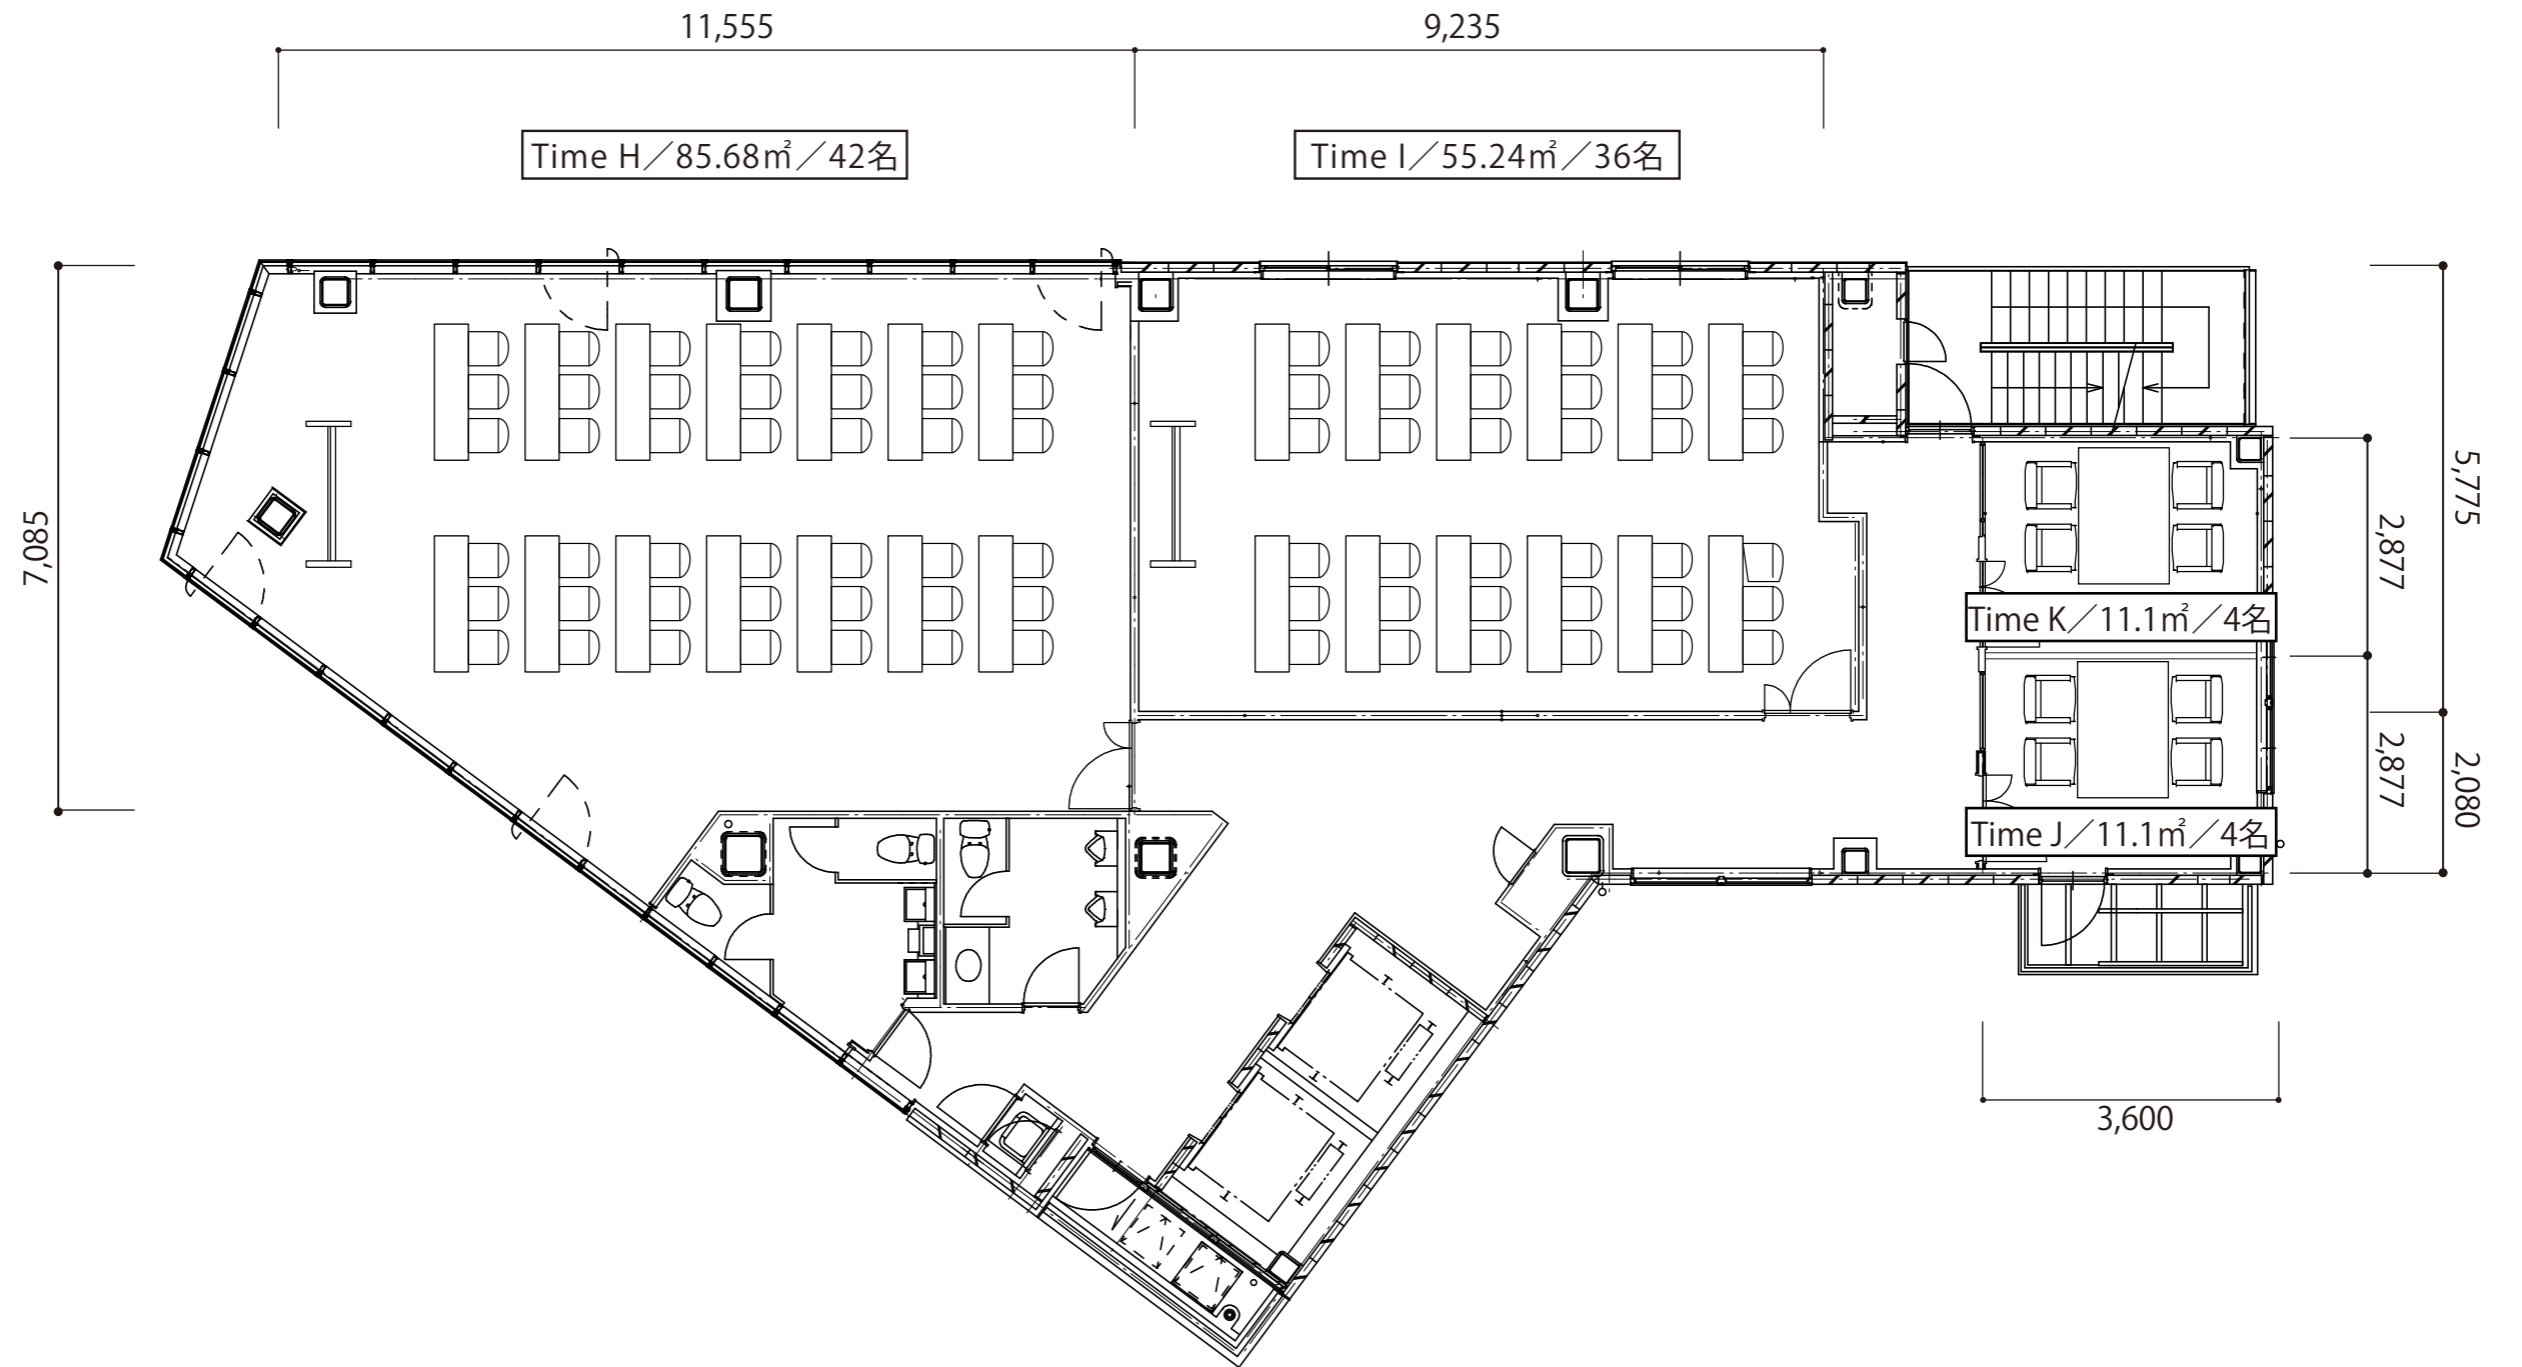 11,555
9,235
Time H／85.68㎡／42名
Time I／55.24㎡／36名
7,085
5,775
2,877
Time K／11.1㎡／4名
2,877
2,080
Time J／11.1㎡／4名
3,600